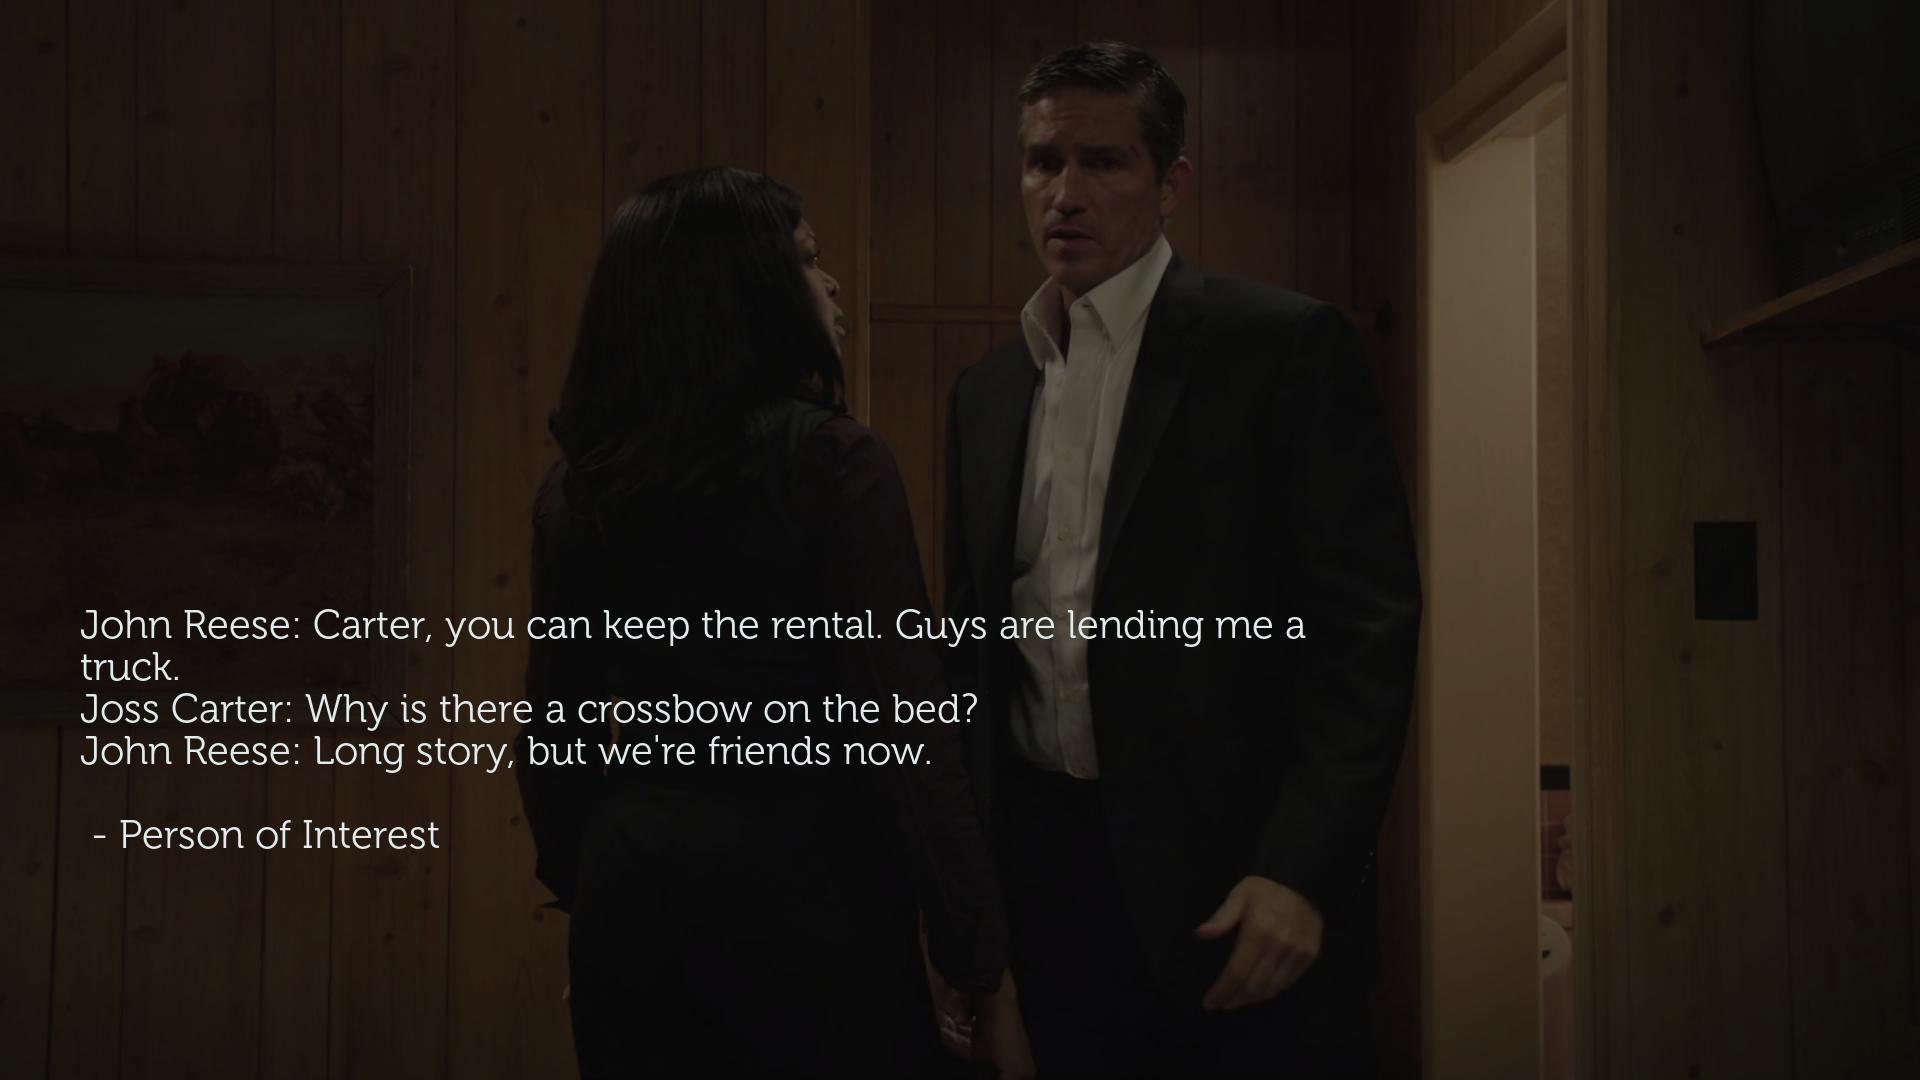 John Reese: Carter, you can keep the rental. Guys are lending me a
truck.
Joss Carter: Why is there a crossbow on the bed?
John Reese: Long story, but we're friends now.
- Person of Interest